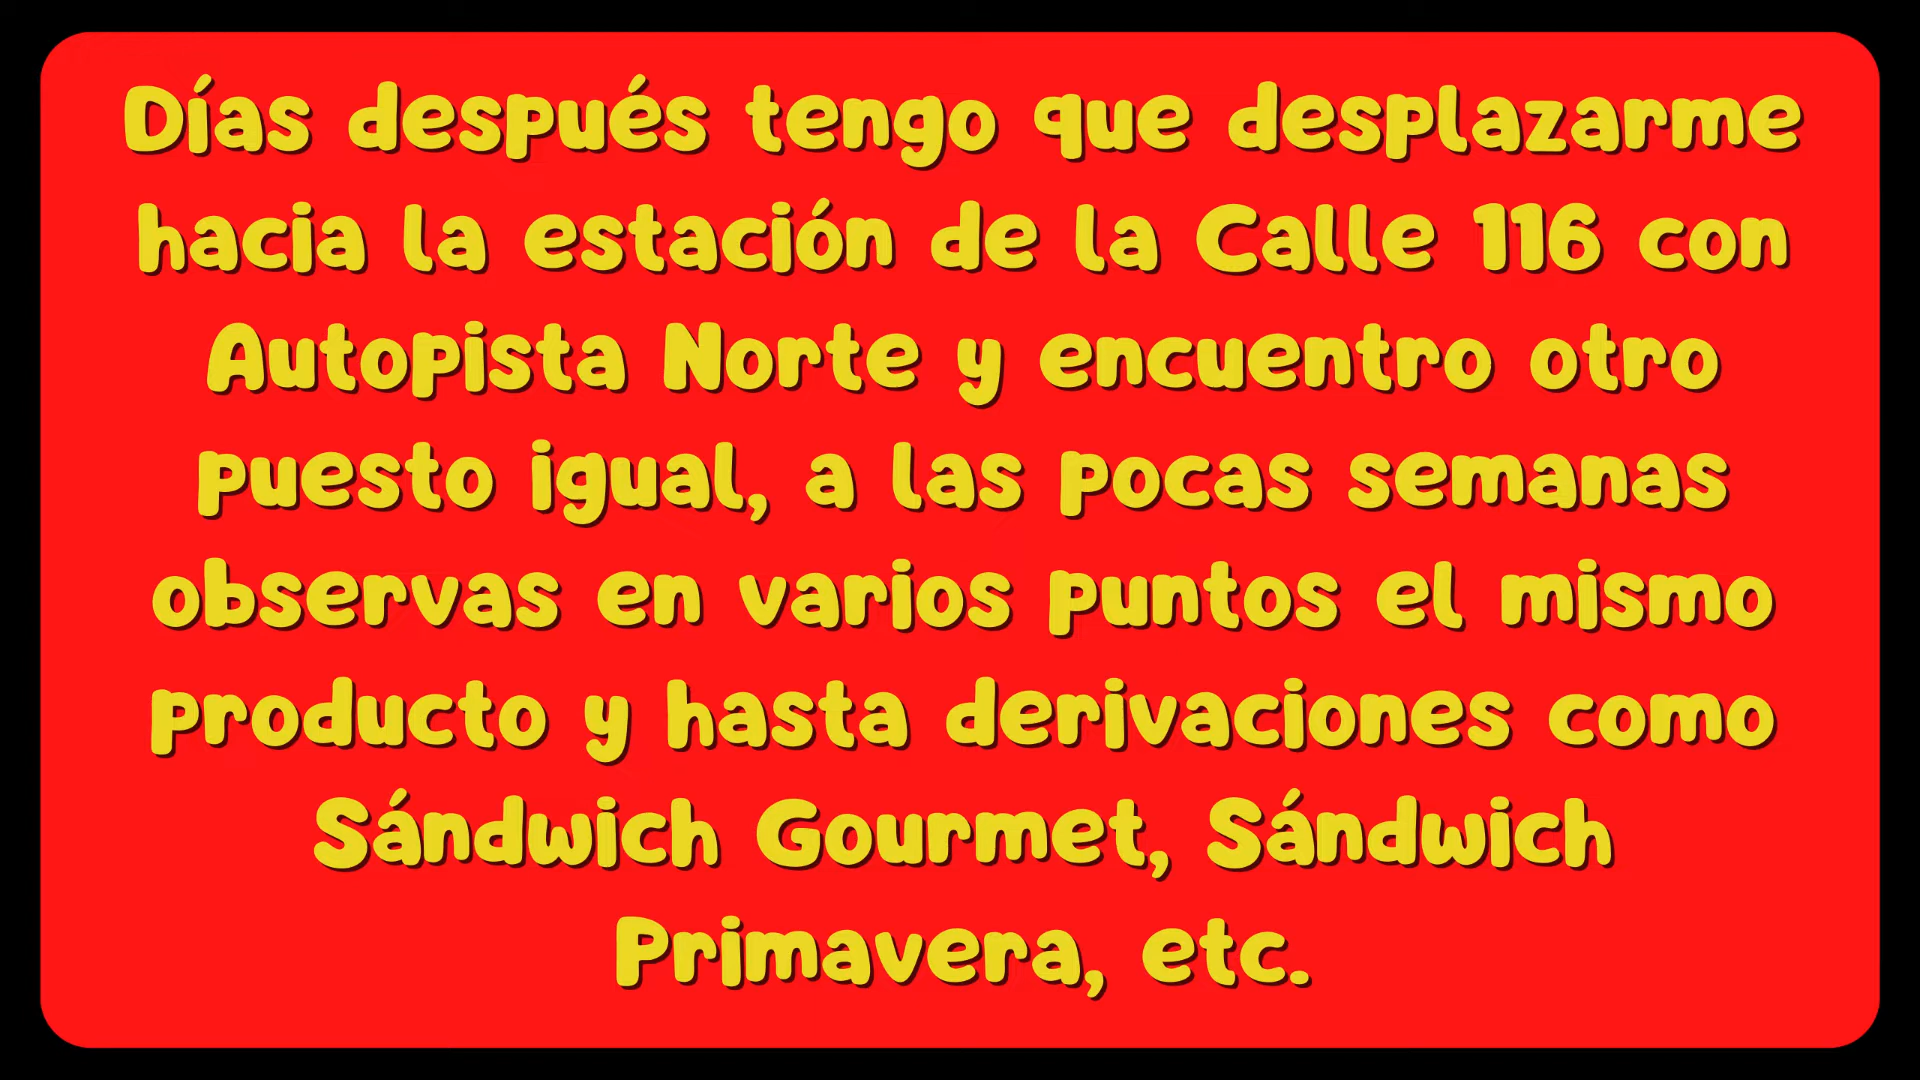 Días después tengo que desplazarme
hacia la estación de la Calle 116 con
Autopista Norte y encuentro otro
puesto igual, a las pocas semanas
observas en varios puntos el mismo
producto y hasta derivaciones como
Sándwich Gourmet, Sándwich
Primavera, etc.